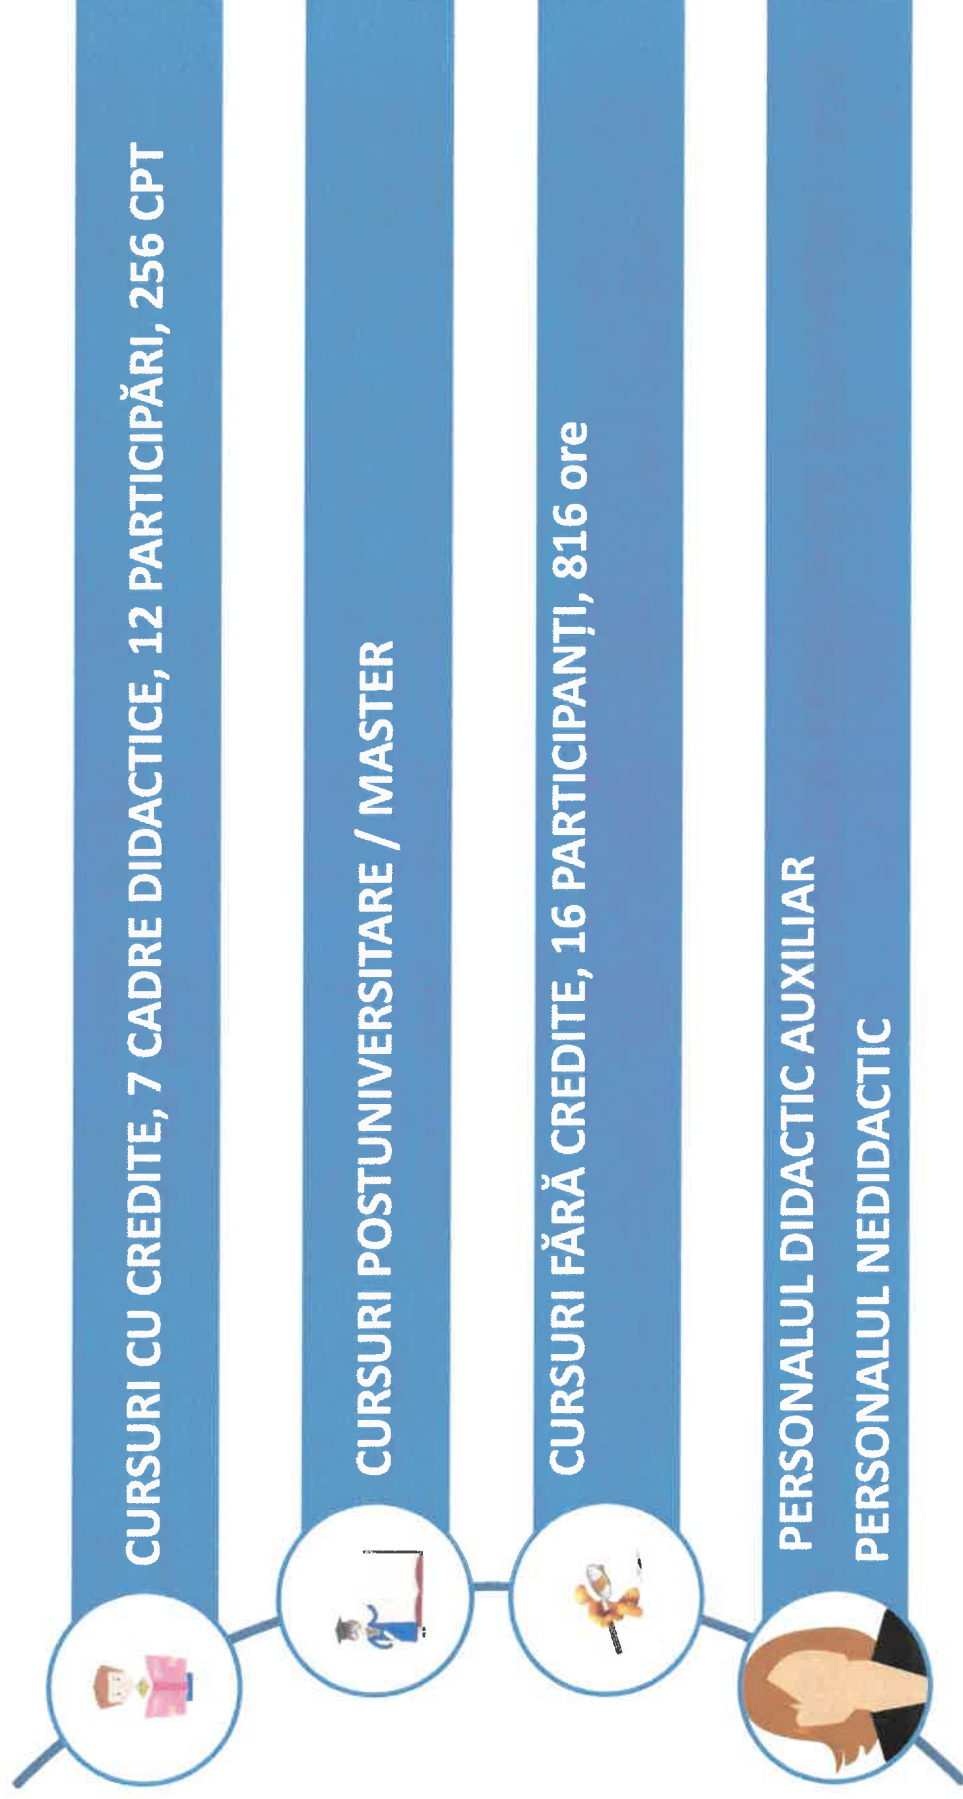 CURSURI CU CREDITE, 7 CADRE DIDACTICE, 12 PARTICIPĂRI, 256 CPT
CURSURI POSTUNIVERSITARE / MASTER
CURSURI FĂRĂ CREDITE, 16 PARTICIPANȚI, 816 ore
PERSONALUL DIDACTIC AUXILIAR
PERSONALUL NEDIDACTIC